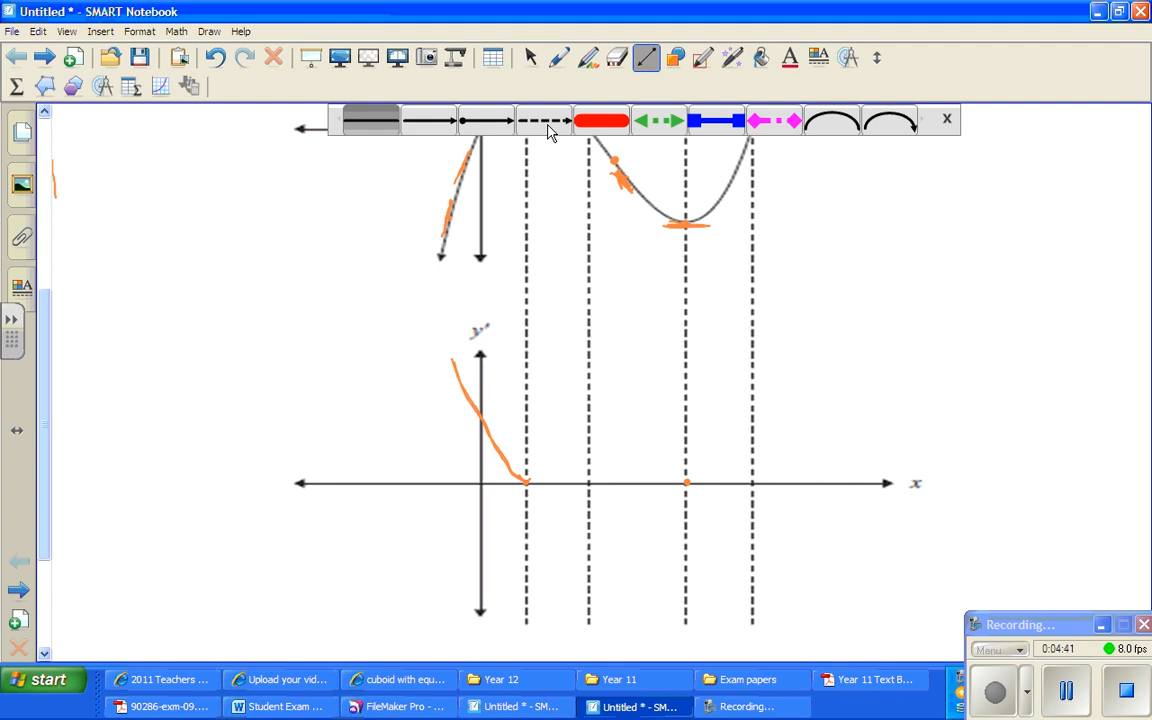 Untitled * - SMART Notebook
File Edit View Insert Format Math Draw Help
x
y'
x
Recording...
Menu
0:04:41
8.0 fps
start
2011 Teachers ...
Upload your vid...
cuboid with equ...
Year 12
Year 11
Exam papers
Year 11 Text B...
90286-exm-09....
Student Exam ...
FileMaker Pro - ...
Untitled * - SM...
Untitled * - SM...
Recording...